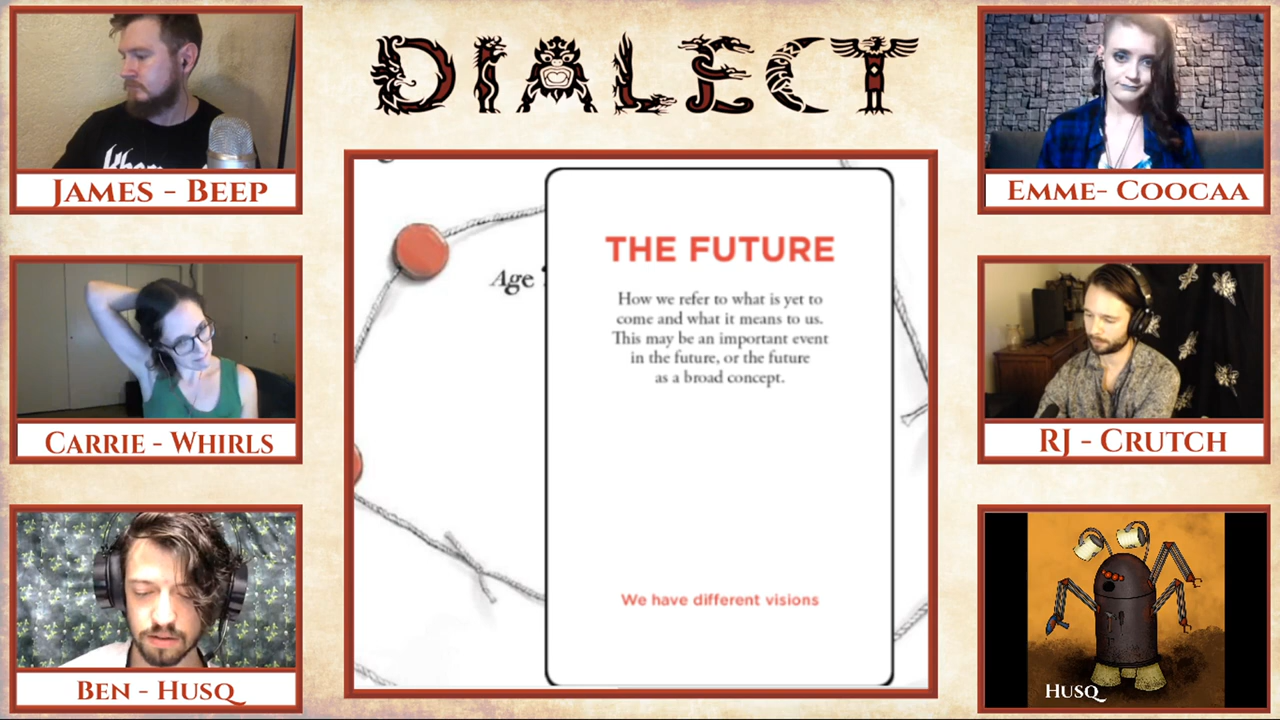 DIALECT
JAMES - BEEP
EMME- COOCAA
CARRIE - WHIRLS
RJ - CRUTCH
BEN - HUSQ
Age
THE FUTURE
How we refer to what is yet to
come and what it means to us.
This may be an important event
in the future, or the future
as a broad concept.
We have different visions
HUSQ